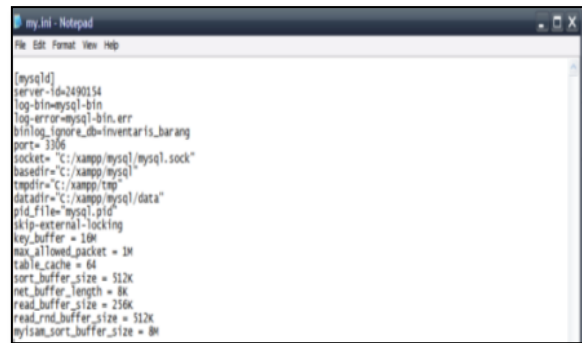 my.ini - Notepad
File Edit Format View Help
[mysqld]
server-id=2490154
log-bin=mysql-bin
log-error=mysql-bin.err
binlog_ignore_db=inventaris_barang
port= 3306
socket= "C:/xampp/mysql/mysql.sock"
basedir="C:/xampp/mysql"
tmpdir="C:/xampp/tmp"
datadir="C:/xampp/mysql/data"
pid_file="mysql.pid"
skip-external-locking
key_buffer = 16M
max_allowed_packet = 1M
table_cache = 64
sort_buffer_size = 512K
net_buffer_length = 8K
read_buffer_size = 256K
read_rnd_buffer_size = 512K
myisam_sort_buffer_size = 8M